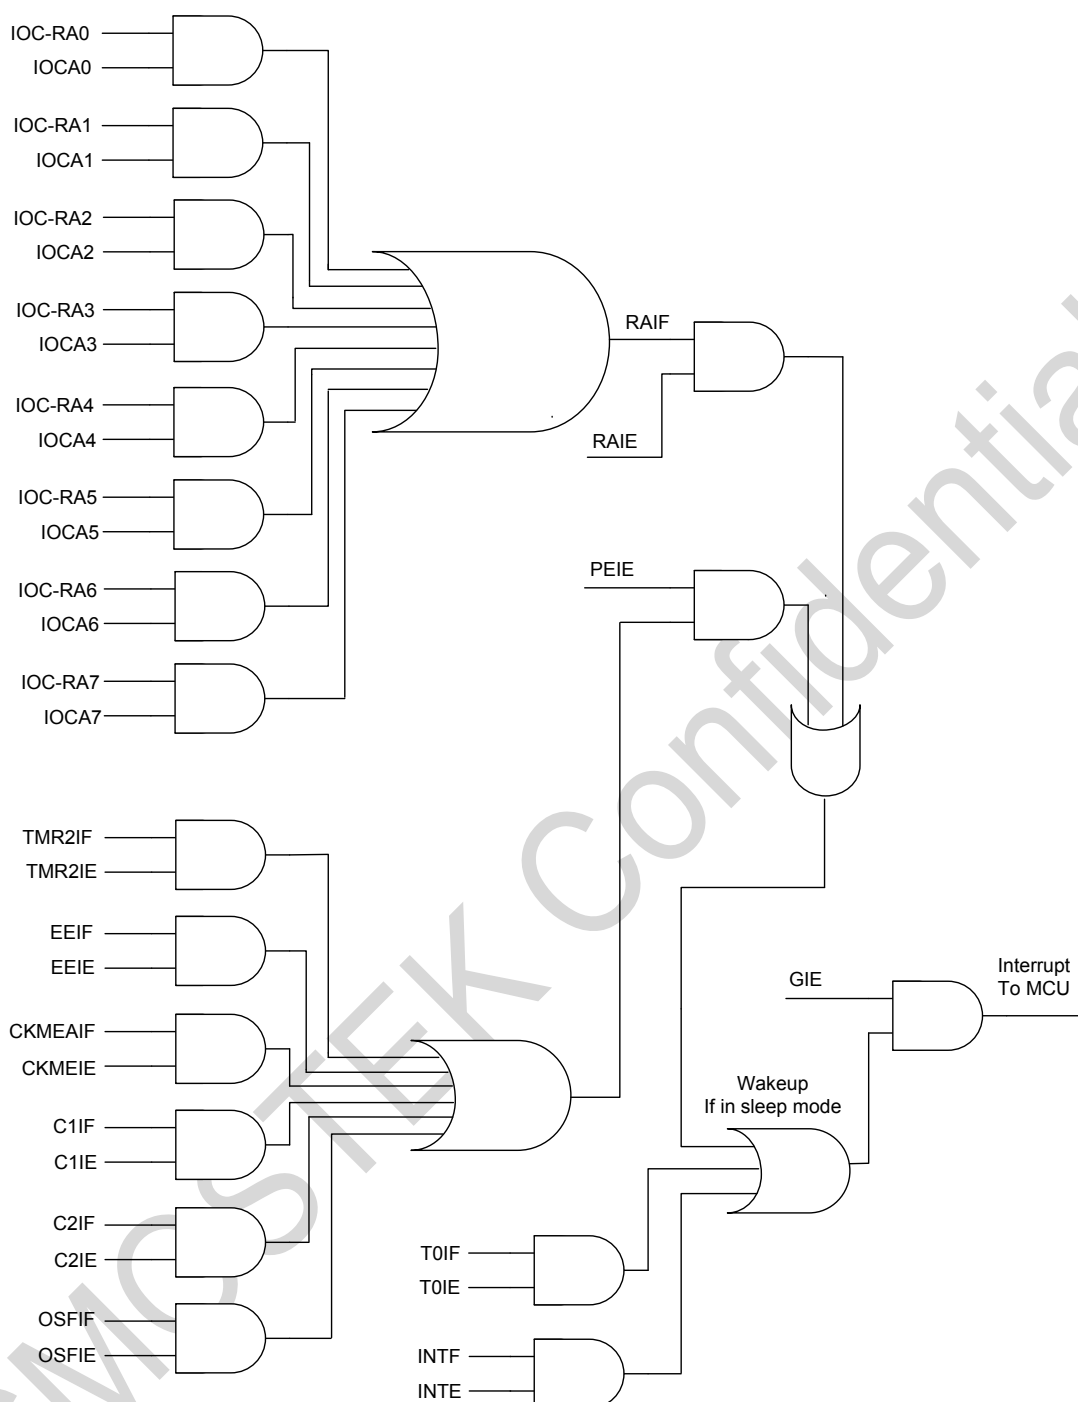 IOC-RA0
IOCA0
IOC-RA1
IOCA1
IOC-RA2
IOCA2
IOC-RA3
IOCA3
IOC-RA4
IOCA4
IOC-RA5
IOCA5
IOC-RA6
IOCA6
IOC-RA7
IOCA7
RAIF
RAIE
PEIE
TMR2IF
TMR2IE
EEIF
EEIE
CKMEAIF
CKMEIE
C1IF
C1IE
C2IF
C2IE
OSFIF
OSFIE
GIE
Interrupt
To MCU
Wakeup
If in sleep mode
T0IF
T0IE
INTF
INTE
CMOSTEK Confidential